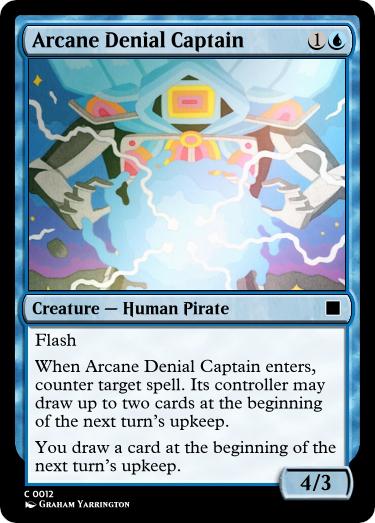 Arcane Denial Captain 1
Creature — Human Pirate
Flash
When Arcane Denial Captain enters,
counter target spell. Its controller may
draw up to two cards at the beginning
of the next turn's upkeep.
You draw a card at the beginning of the
next turn's upkeep.
4/3
C 0012
Graham Yarrington